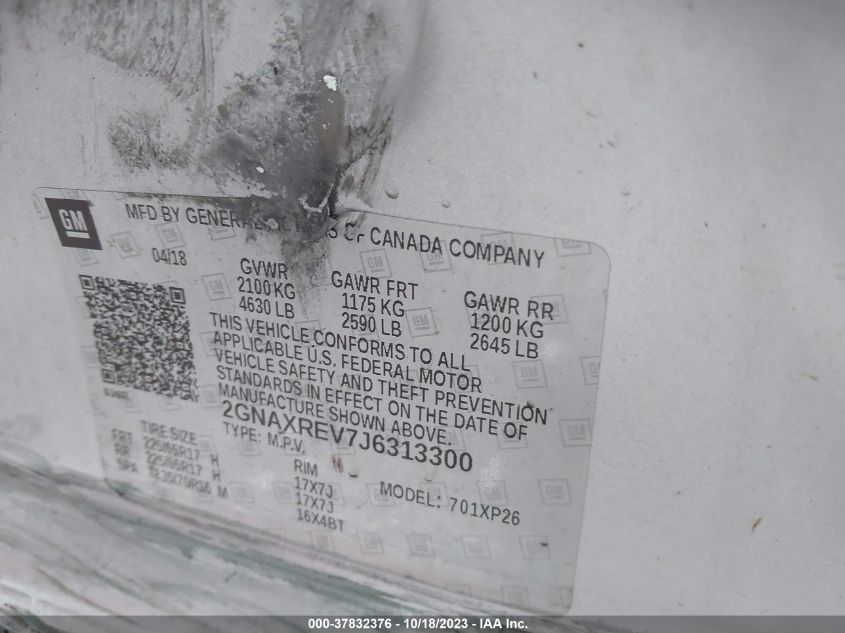 GM
MFD BY GENERAL OF CANADA COMPANY
04/18
GVWR
2100 KG
4630 LB
GAWR FRT
1175 KG
2590 LB
GAWR RR
1200 KG
2645 LB
THIS VEHICLE CONFORMS TO ALL
APPLICABLE U.S. FEDERAL MOTOR
VEHICLE SAFETY AND THEFT PREVENTION
STANDARDS IN EFFECT ON THE DATE OF
MANUFACTURE SHOWN ABOVE.
2GNAXREV7J6313300
TYPE: M.P.V.
TIRE SIZE
FRT 225/65R17 H
RR 225/65R17 H
SPA M
RIM
17X7J
17X7J
16X4BT
MODEL: 701XP26
000-37832376 - 10/18/2023 - IAA Inc.